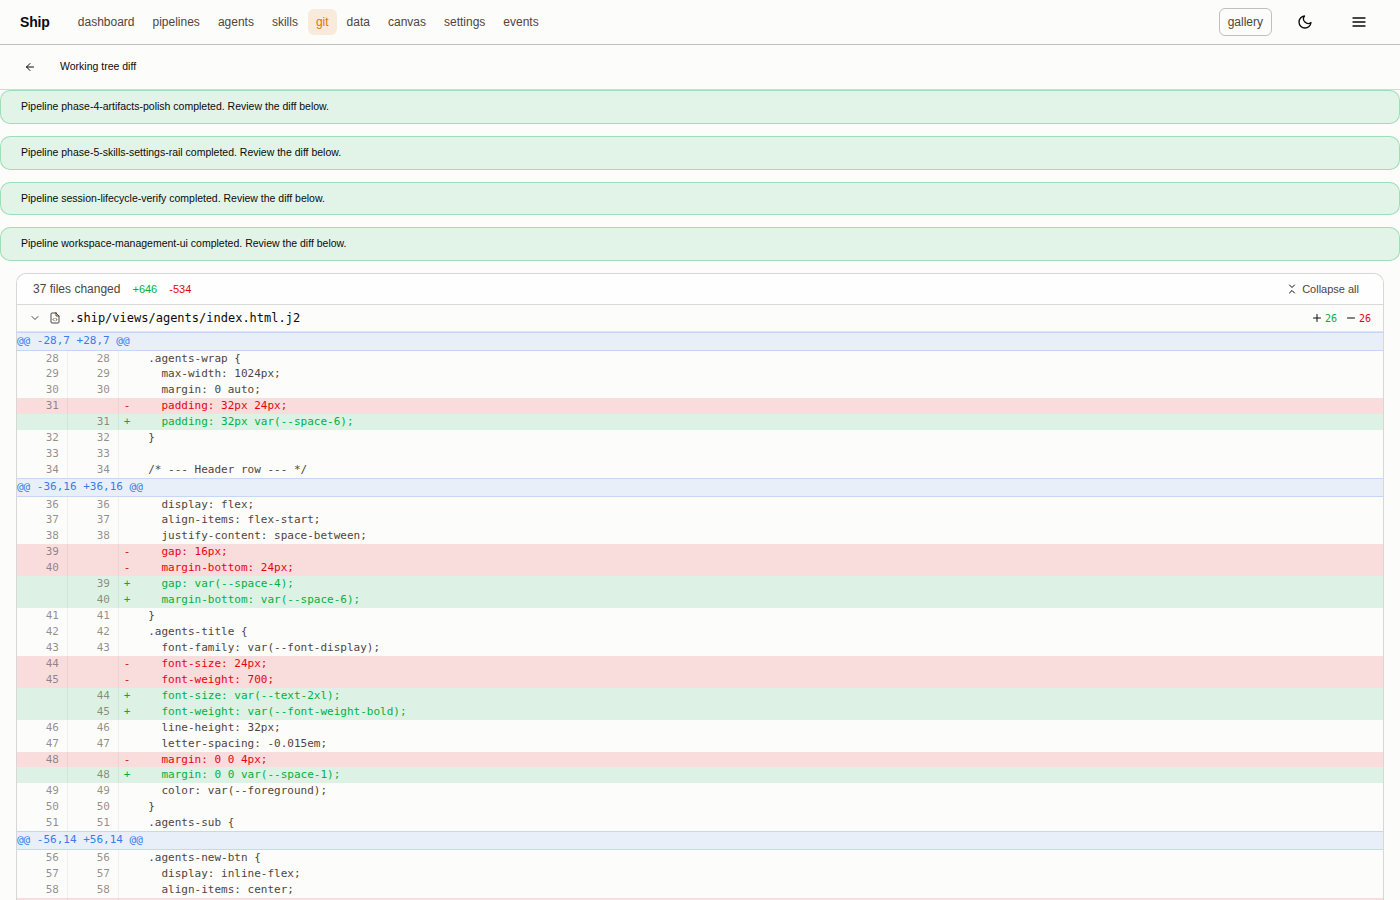 Ship dashboard pipelines agents skills git data canvas settings events gallery
Working tree diff
Pipeline phase-4-artifacts-polish completed. Review the diff below.
Pipeline phase-5-skills-settings-rail completed. Review the diff below.
Pipeline session-lifecycle-verify completed. Review the diff below.
Pipeline workspace-management-ui completed. Review the diff below.
37 files changed +646 -534 Collapse all
.ship/views/agents/index.html.j2 + 26 − 26
@@ -28,7 +28,7 @@
28 28 .agents-wrap {
29 29 max-width: 1024px;
30 30 margin: 0 auto;
31 - padding: 32px 24px;
31 + padding: 32px var(--space-6);
32 32 }
33 33
34 34 /* --- Header row --- */
@@ -36,16 +36,16 @@
36 36 display: flex;
37 37 align-items: flex-start;
38 38 justify-content: space-between;
39 - gap: 16px;
40 - margin-bottom: 24px;
39 + gap: var(--space-4);
40 + margin-bottom: var(--space-6);
41 41 }
42 42 .agents-title {
43 43 font-family: var(--font-display);
44 - font-size: 24px;
45 - font-weight: 700;
44 + font-size: var(--text-2xl);
45 + font-weight: var(--font-weight-bold);
46 46 line-height: 32px;
47 47 letter-spacing: -0.015em;
48 - margin: 0 0 4px;
48 + margin: 0 0 var(--space-1);
49 49 color: var(--foreground);
50 50 }
51 51 .agents-sub {
@@ -56,14 +56,14 @@
56 56 .agents-new-btn {
57 57 display: inline-flex;
58 58 align-items: center;